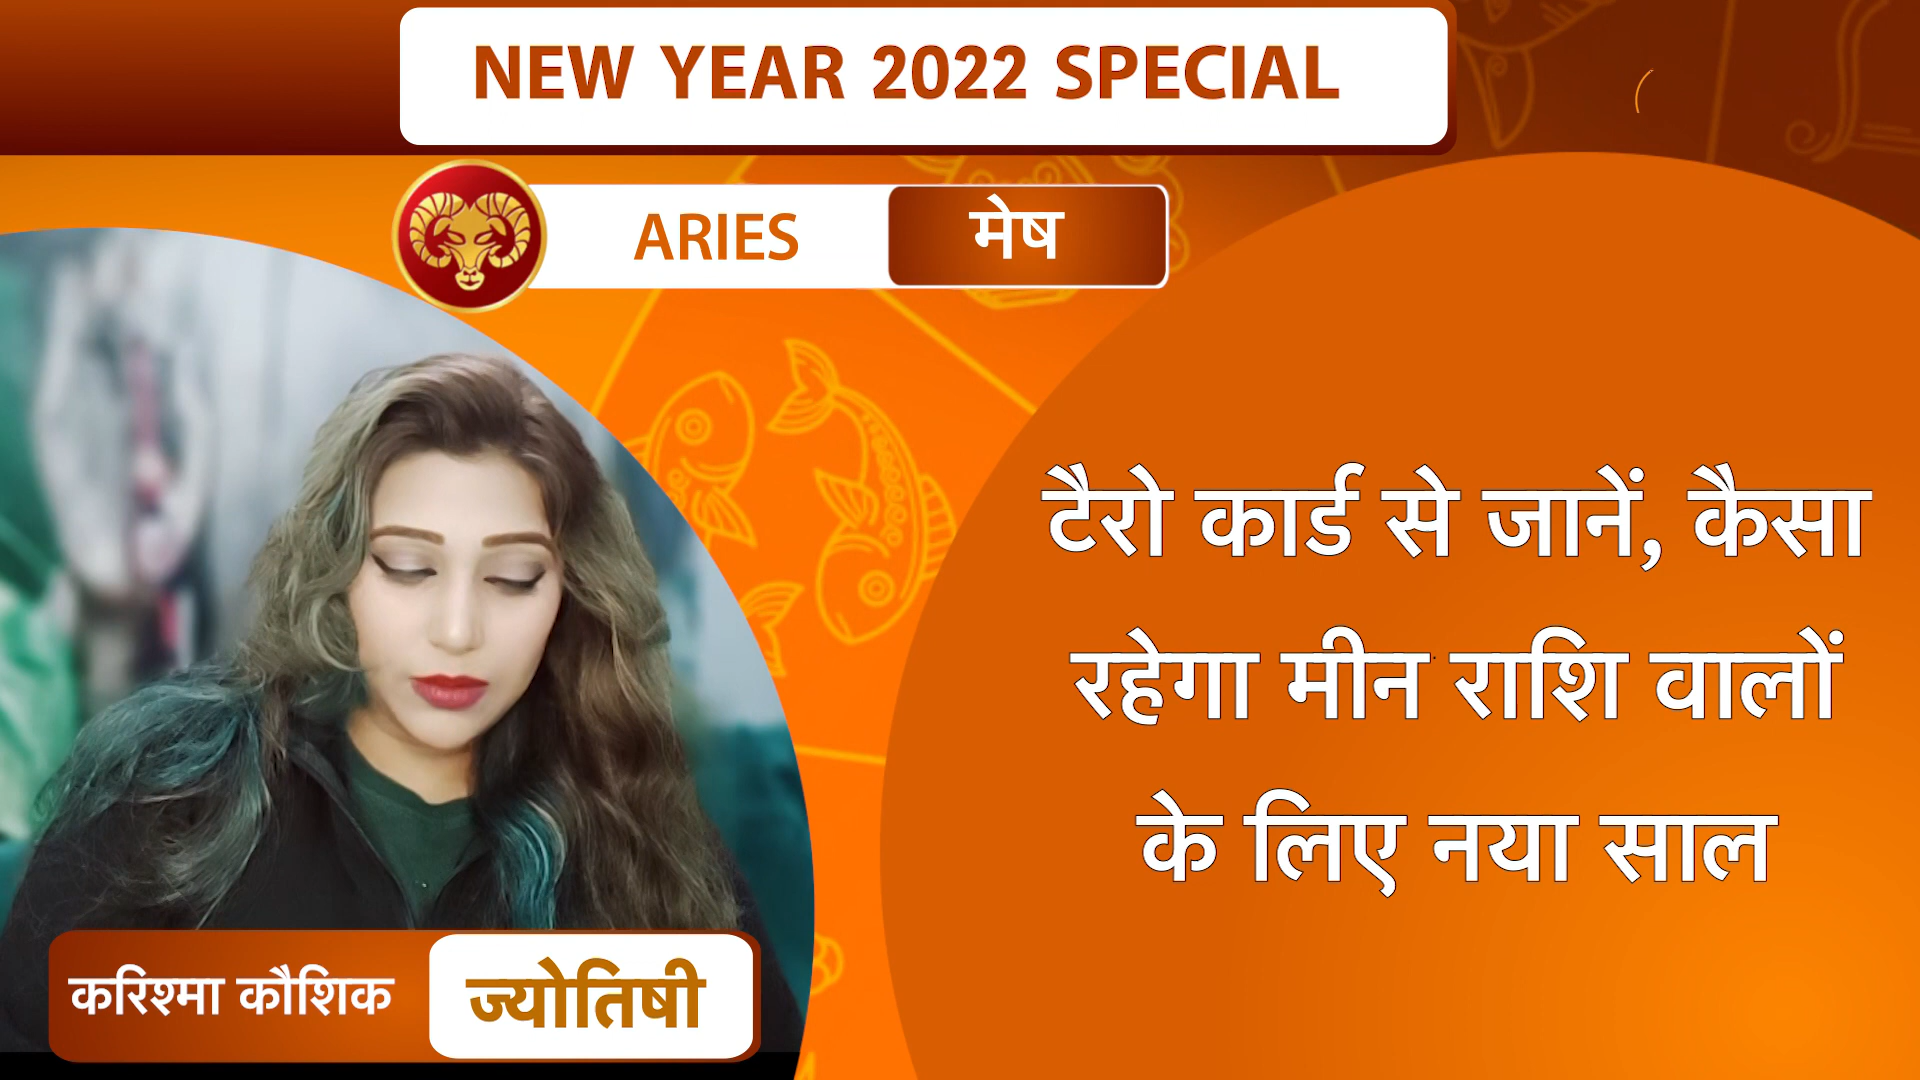 NEW YEAR 2022 SPECIAL
ARIES मेष
टैरो कार्ड से जानें, कैसा
रहेगा मीन राशि वालों
के लिए नया साल
करिश्मा कौशिक ज्योतिषी